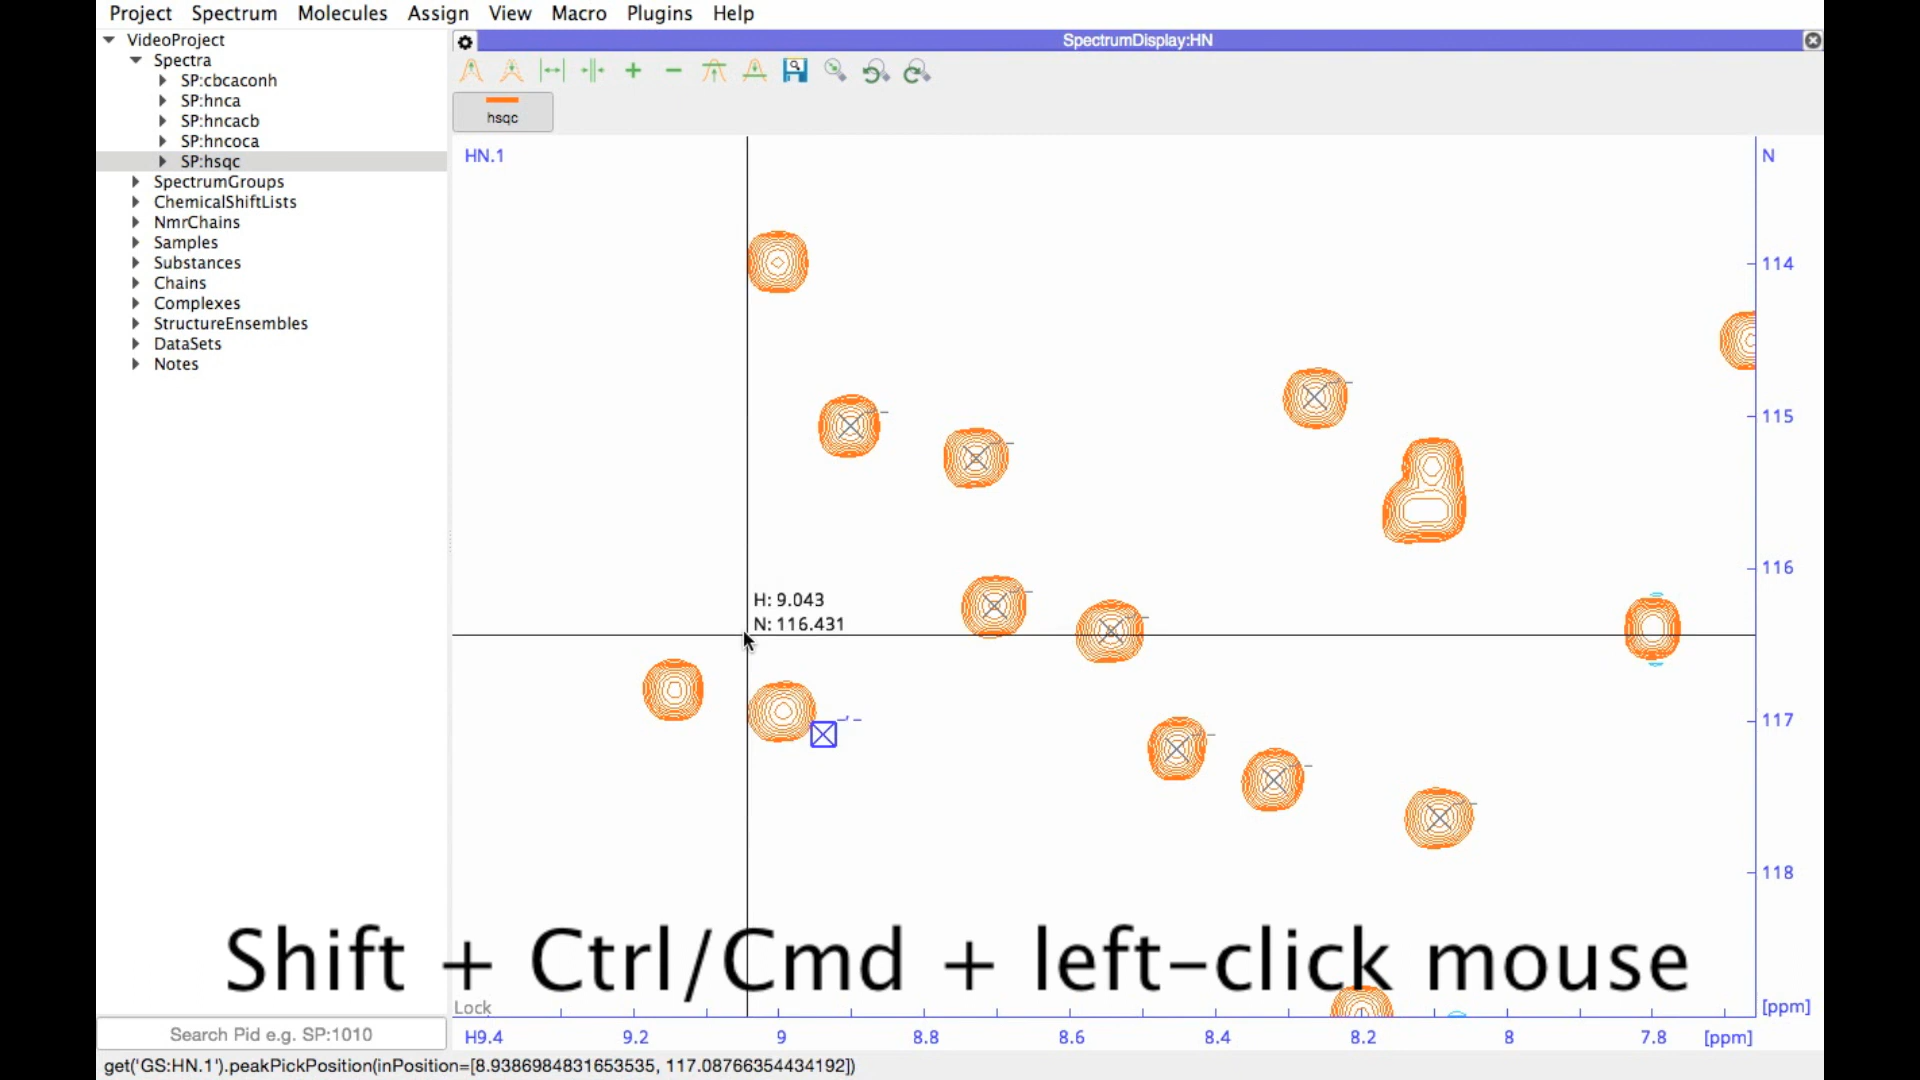 Project Spectrum Molecules Assign View Macro Plugins Help
VideoProject
Spectra
SP:cbcaconh
SP:hnca
SP:hncacb
SP:hncoca
SP:hsqc
SpectrumGroups
ChemicalShiftLists
NmrChains
Samples
Substances
Chains
Complexes
StructureEnsembles
DataSets
Notes
Search Pid e.g. SP:1010
SpectrumDisplay:HN
hsqc
HN.1
N
114
115
116
H: 9.043
N: 116.431
117
118
Shift + Ctrl/Cmd + left-click mouse
Lock
[ppm]
H9.4 9.2 9 8.8 8.6 8.4 8.2 8 7.8 [ppm]
get('GS:HN.1').peakPickPosition(inPosition=[8.9386984831653535, 117.08766354434192])